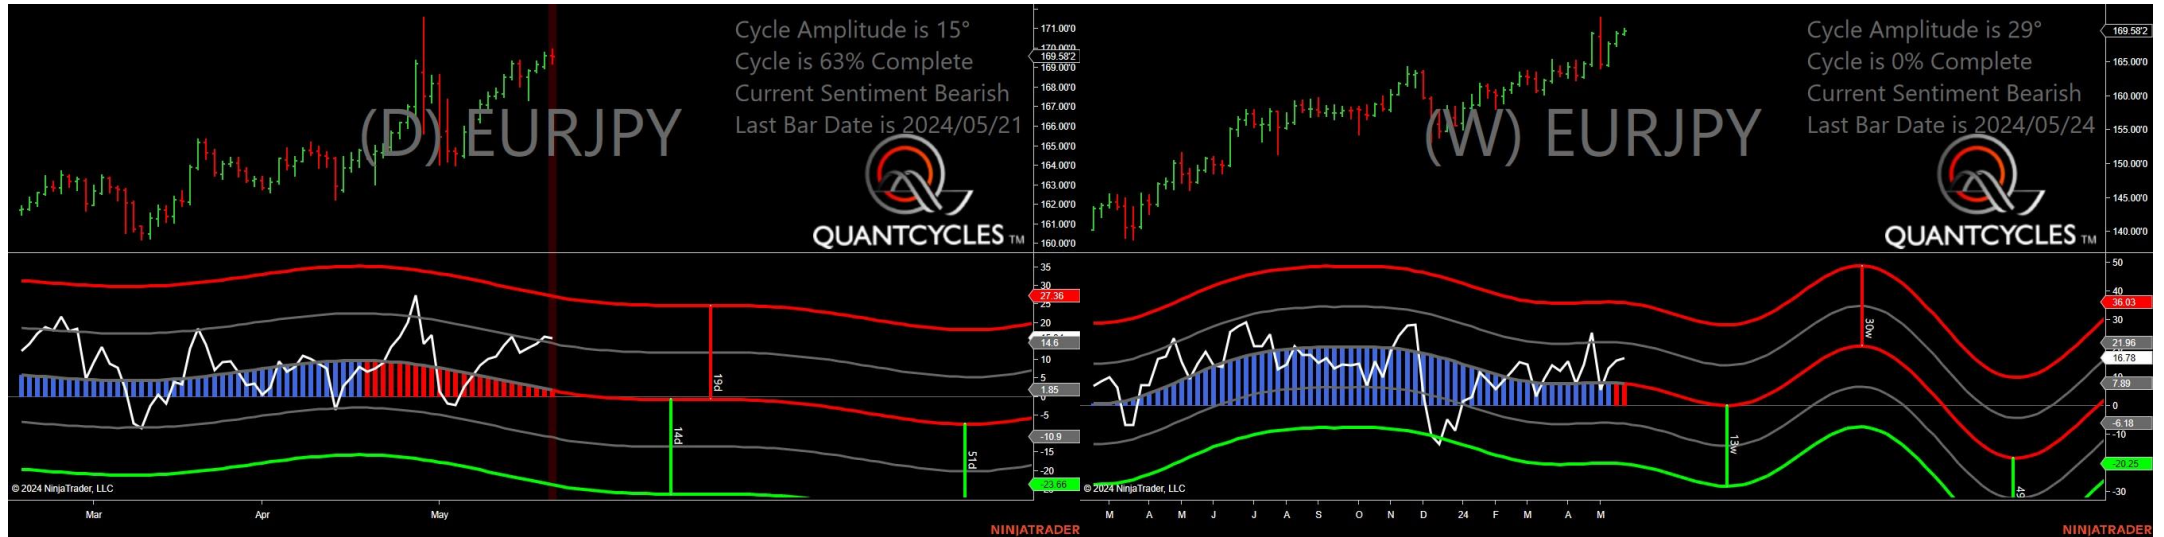 Cycle Amplitude is 15°
Cycle is 63% Complete
Current Sentiment Bearish
Last Bar Date is 2024/05/21
(D) EURJPY
QUANTCYCLES TM
171.00'0
170.00'0
169.58'2
169.00'0
167.00'0
166.00'0
165.00'0
164.00'0
163.00'0
162.00'0
161.00'0
160.00'0
35
30
27.36
25
20
14.6
10
5
1.85
0
-5
-10.9
-15
-20
-23.66
19d
14d
51d
© 2024 NinjaTrader, LLC
Mar
Apr
May
NINJATRADER
Cycle Amplitude is 29°
Cycle is 0% Complete
Current Sentiment Bearish
Last Bar Date is 2024/05/24
(W) EURJPY
QUANTCYCLES TM
169.58'2
165.00'0
160.00'0
155.00'0
150.00'0
145.00'0
140.00'0
50
40
36.03
30
21.96
16.78
7.89
0
-6.18
-10
-20.25
-30
30w
13w
49
© 2024 NinjaTrader, LLC
M A M J J A S O N D 24 F M A M
NINJATRADER